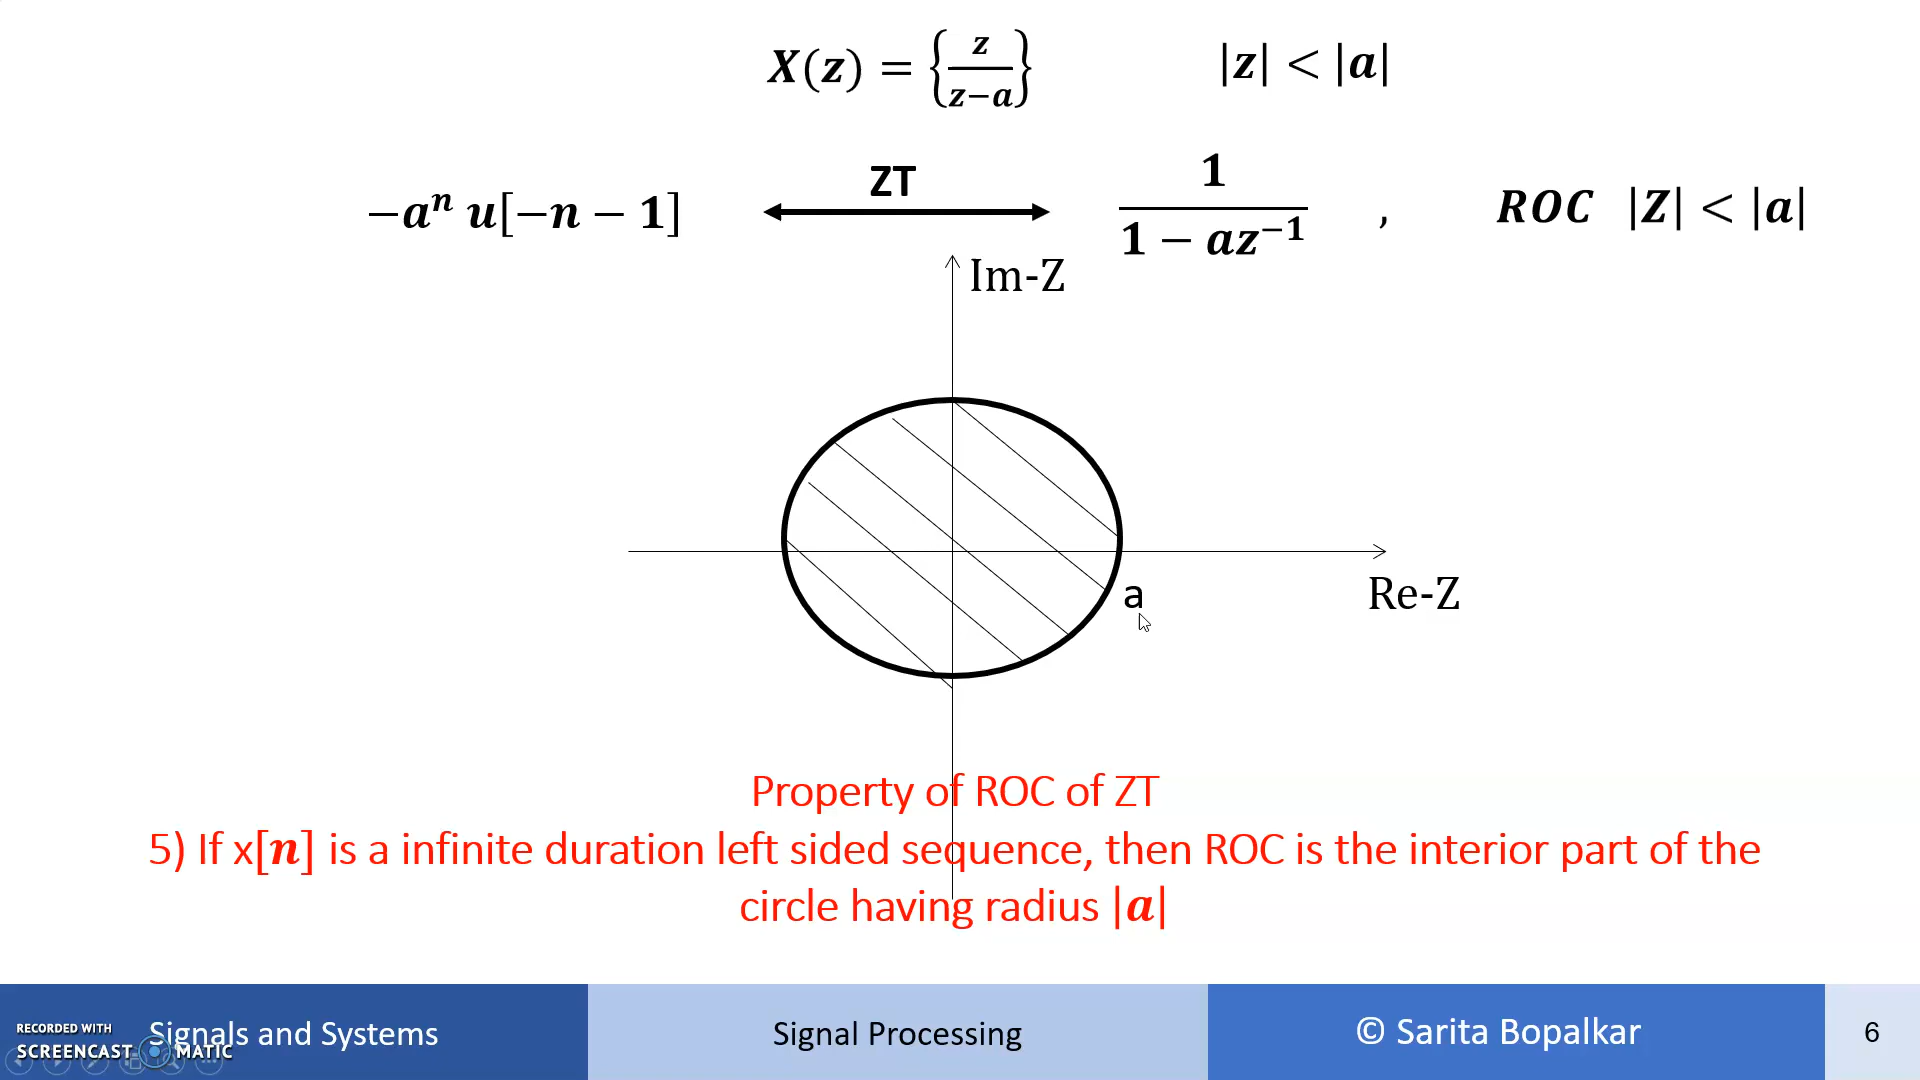 X(z) = {z/(z−a)} |z| < |a|
−aⁿ u[−n − 1] ZT 1/(1 − az⁻¹) , ROC |Z| < |a|
Im-Z
a
Re-Z
Property of ROC of ZT
5) If x[n] is a infinite duration left sided sequence, then ROC is the interior part of the
circle having radius |a|
Signals and Systems
Signal Processing
© Sarita Bopalkar
6
RECORDED WITH
SCREENCAST MATIC